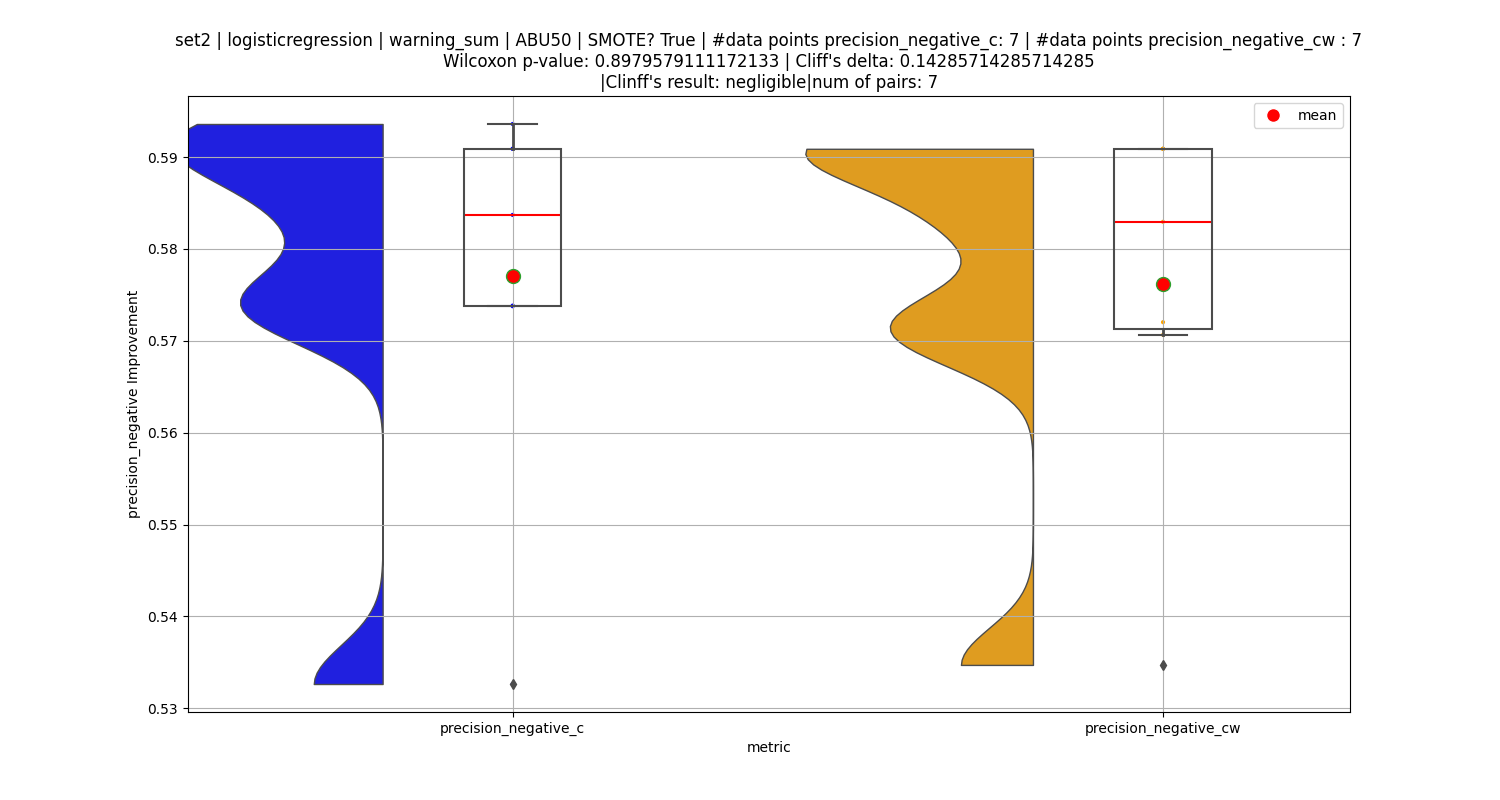 set2 | logisticregression | warning_sum | ABU50 | SMOTE? True | #data points precision_negative_c: 7 | #data points precision_negative_cw : 7
Wilcoxon p-value: 0.8979579111172133 | Cliff's delta: 0.14285714285714285
|Clinff's result: negligible|num of pairs: 7
mean
0.59
0.58
0.57
0.56
0.55
0.54
0.53
precision_negative Improvement
precision_negative_c
precision_negative_cw
metric